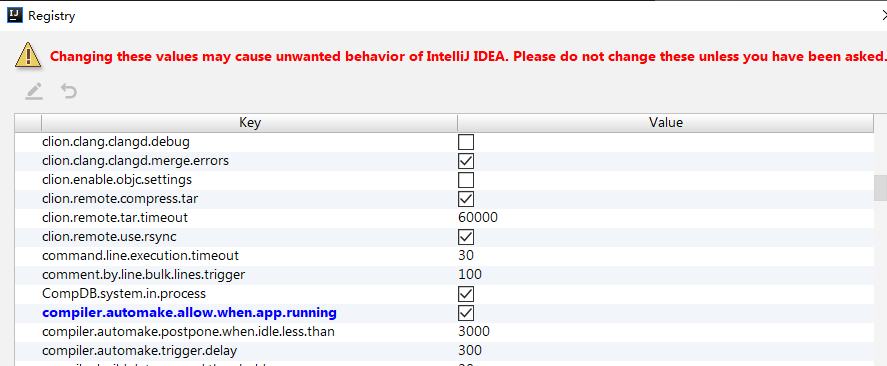 IJ
Registry
Changing these values may cause unwanted behavior of IntelliJ IDEA. Please do not change these unless you have been asked.
Key Value
clion.clang.clangd.debug
clion.clang.clangd.merge.errors
clion.enable.objc.settings
clion.remote.compress.tar
clion.remote.tar.timeout 60000
clion.remote.use.rsync
command.line.execution.timeout 30
comment.by.line.bulk.lines.trigger 100
CompDB.system.in.process
compiler.automake.allow.when.app.running
compiler.automake.postpone.when.idle.less.than 3000
compiler.automake.trigger.delay 300